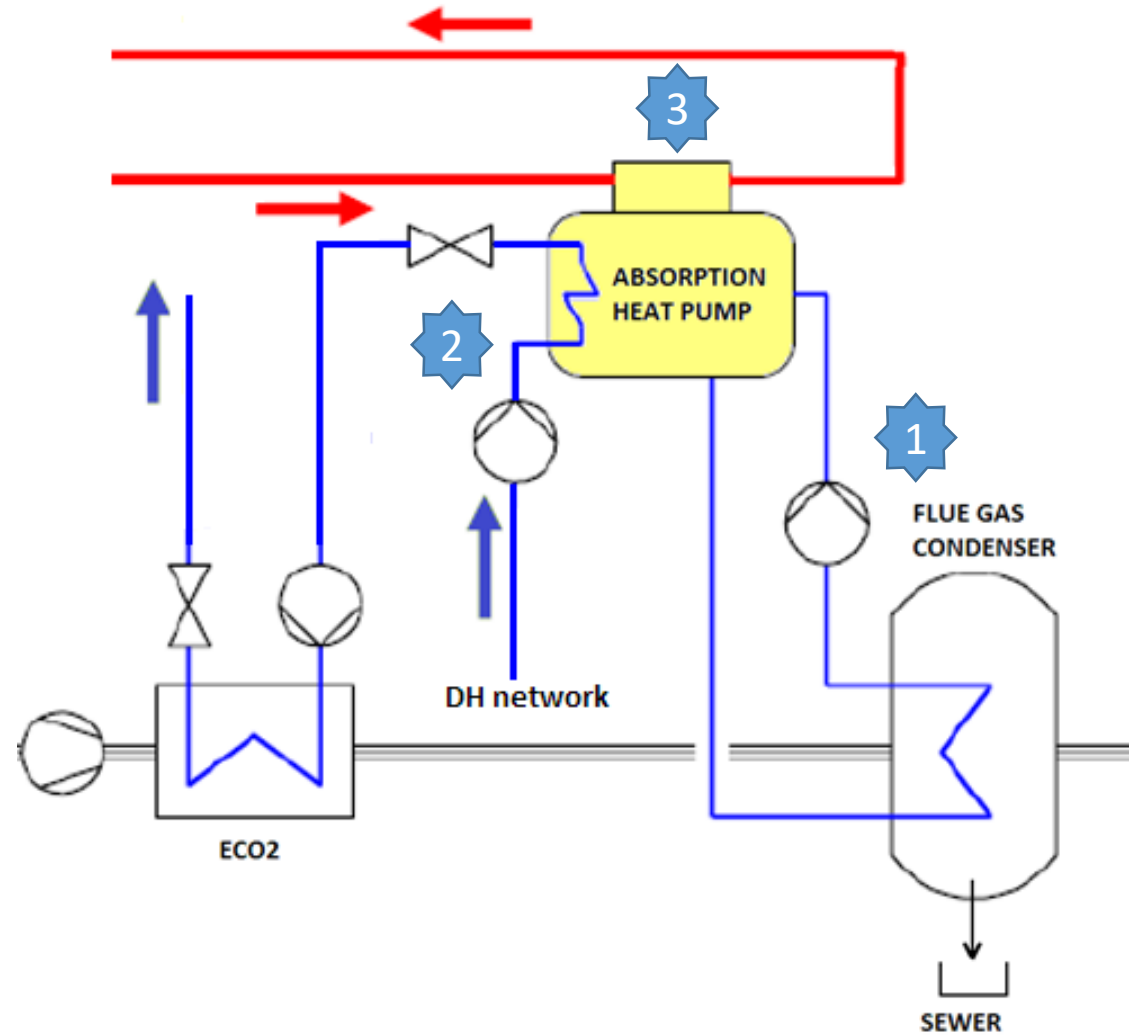 3
ABSORPTION
HEAT PUMP
2
1
FLUE GAS
CONDENSER
DH network
ECO2
SEWER